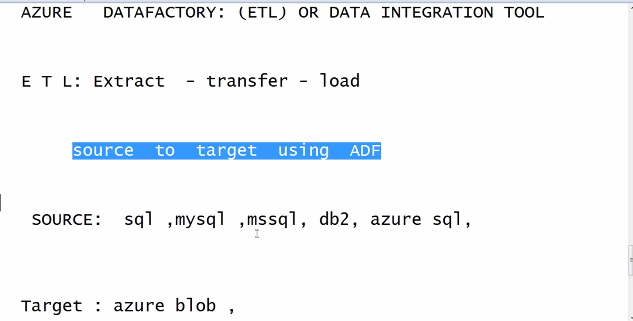 AZURE DATAFACTORY: (ETL) OR DATA INTEGRATION TOOL
E T L: Extract - transfer - load
source to target using ADF
SOURCE: sql ,mysql ,mssql, db2, azure sql,
Target : azure blob ,